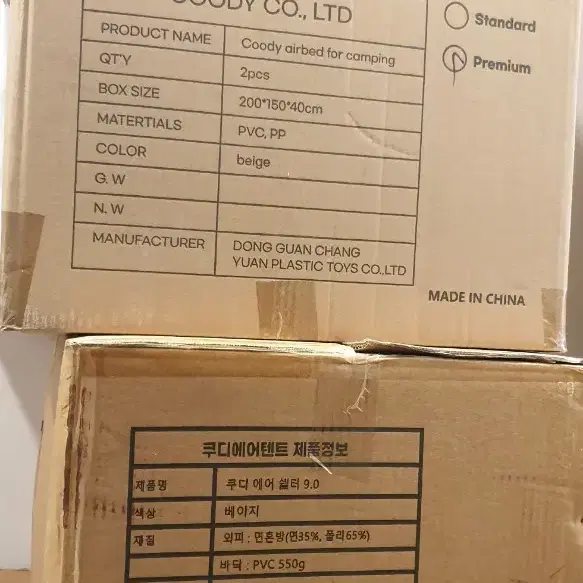 COODY CO., LTD
PRODUCT NAME Coody airbed for camping
QT'Y 2pcs
BOX SIZE 200*150*40cm
MATERTIALS PVC, PP
COLOR beige
G. W
N. W
MANUFACTURER DONG GUAN CHANG
YUAN PLASTIC TOYS CO.,LTD
Standard
Premium
MADE IN CHINA
쿠디에어텐트 제품정보
제품명 쿠디 에어 쉘터 9.0
색상 베이지
재질 외피 : 면혼방(면35%, 폴리65%)
바닥 : PVC 550g